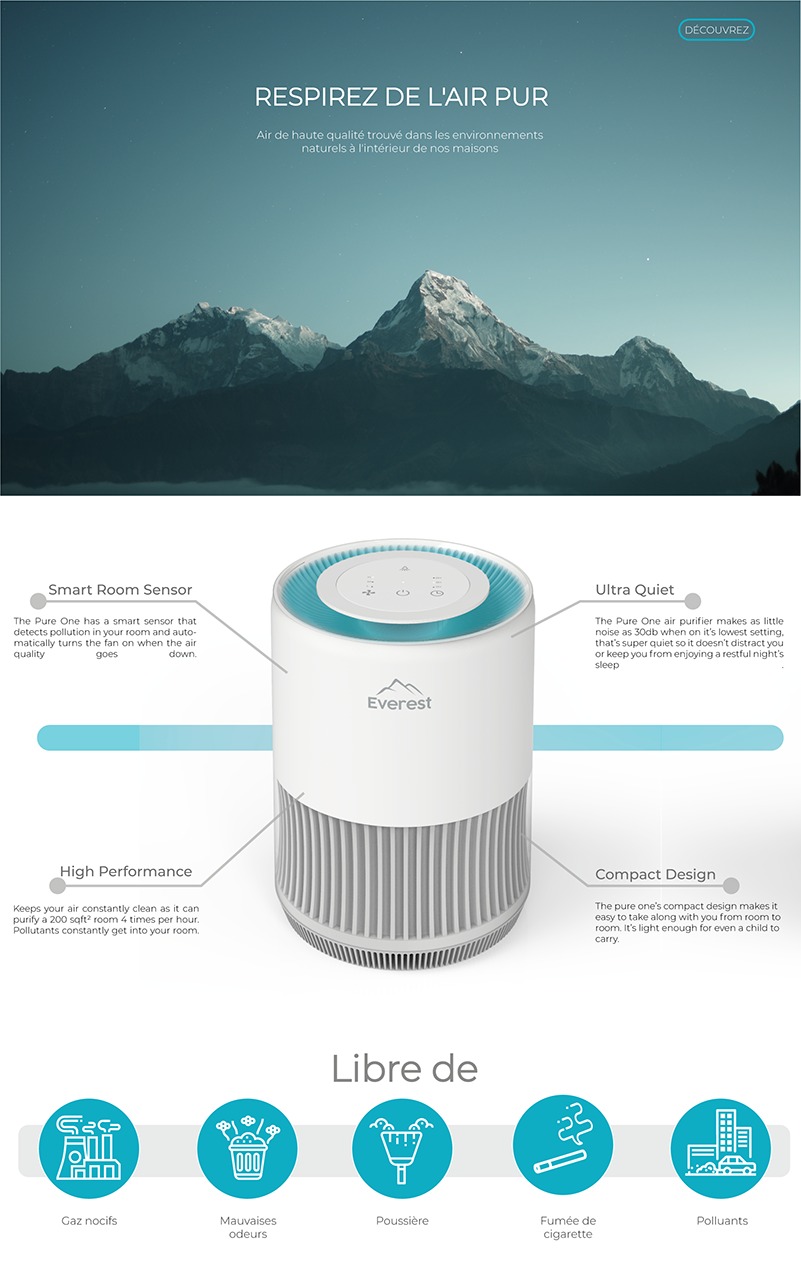 DÉCOUVREZ
RESPIREZ DE L'AIR PUR
Air de haute qualité trouvé dans les environnements
naturels à l'intérieur de nos maisons
Smart Room Sensor
The Pure One has a smart sensor that
detects pollution in your room and auto-
matically turns the fan on when the air
quality goes down.
Ultra Quiet
The Pure One air purifier makes as little
noise as 30db when on it's lowest setting,
that's super quiet so it doesn't distract you
or keep you from enjoying a restful night's
sleep .
Everest
High Performance
Keeps your air constantly clean as it can
purify a 200 sqft² room 4 times per hour.
Pollutants constantly get into your room.
Compact Design
The pure one's compact design makes it
easy to take along with you from room to
room. It's light enough for even a child to
carry.
Libre de
Gaz nocifs
Mauvaises
odeurs
Poussière
Fumée de
cigarette
Polluants